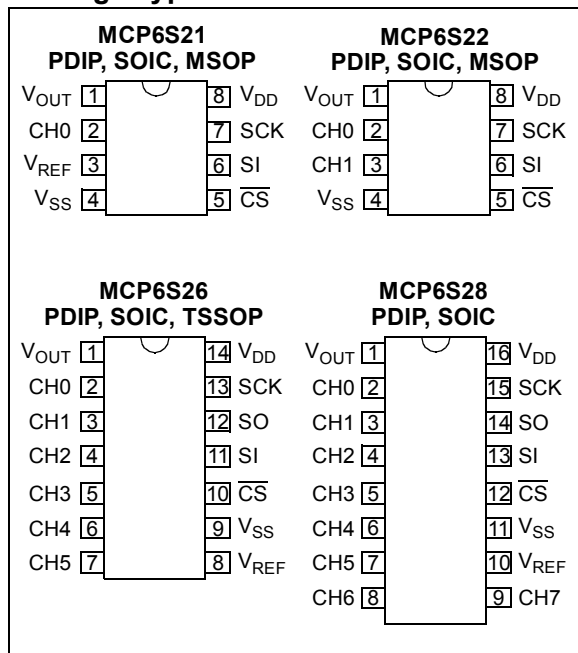 MCP6S21
PDIP, SOIC, MSOP
VOUT 1 8 VDD
CH0 2 7 SCK
VREF 3 6 SI
VSS 4 5 CS
MCP6S22
PDIP, SOIC, MSOP
VOUT 1 8 VDD
CH0 2 7 SCK
CH1 3 6 SI
VSS 4 5 CS
MCP6S26
PDIP, SOIC, TSSOP
VOUT 1 14 VDD
CH0 2 13 SCK
CH1 3 12 SO
CH2 4 11 SI
CH3 5 10 CS
CH4 6 9 VSS
CH5 7 8 VREF
MCP6S28
PDIP, SOIC
VOUT 1 16 VDD
CH0 2 15 SCK
CH1 3 14 SO
CH2 4 13 SI
CH3 5 12 CS
CH4 6 11 VSS
CH5 7 10 VREF
CH6 8 9 CH7